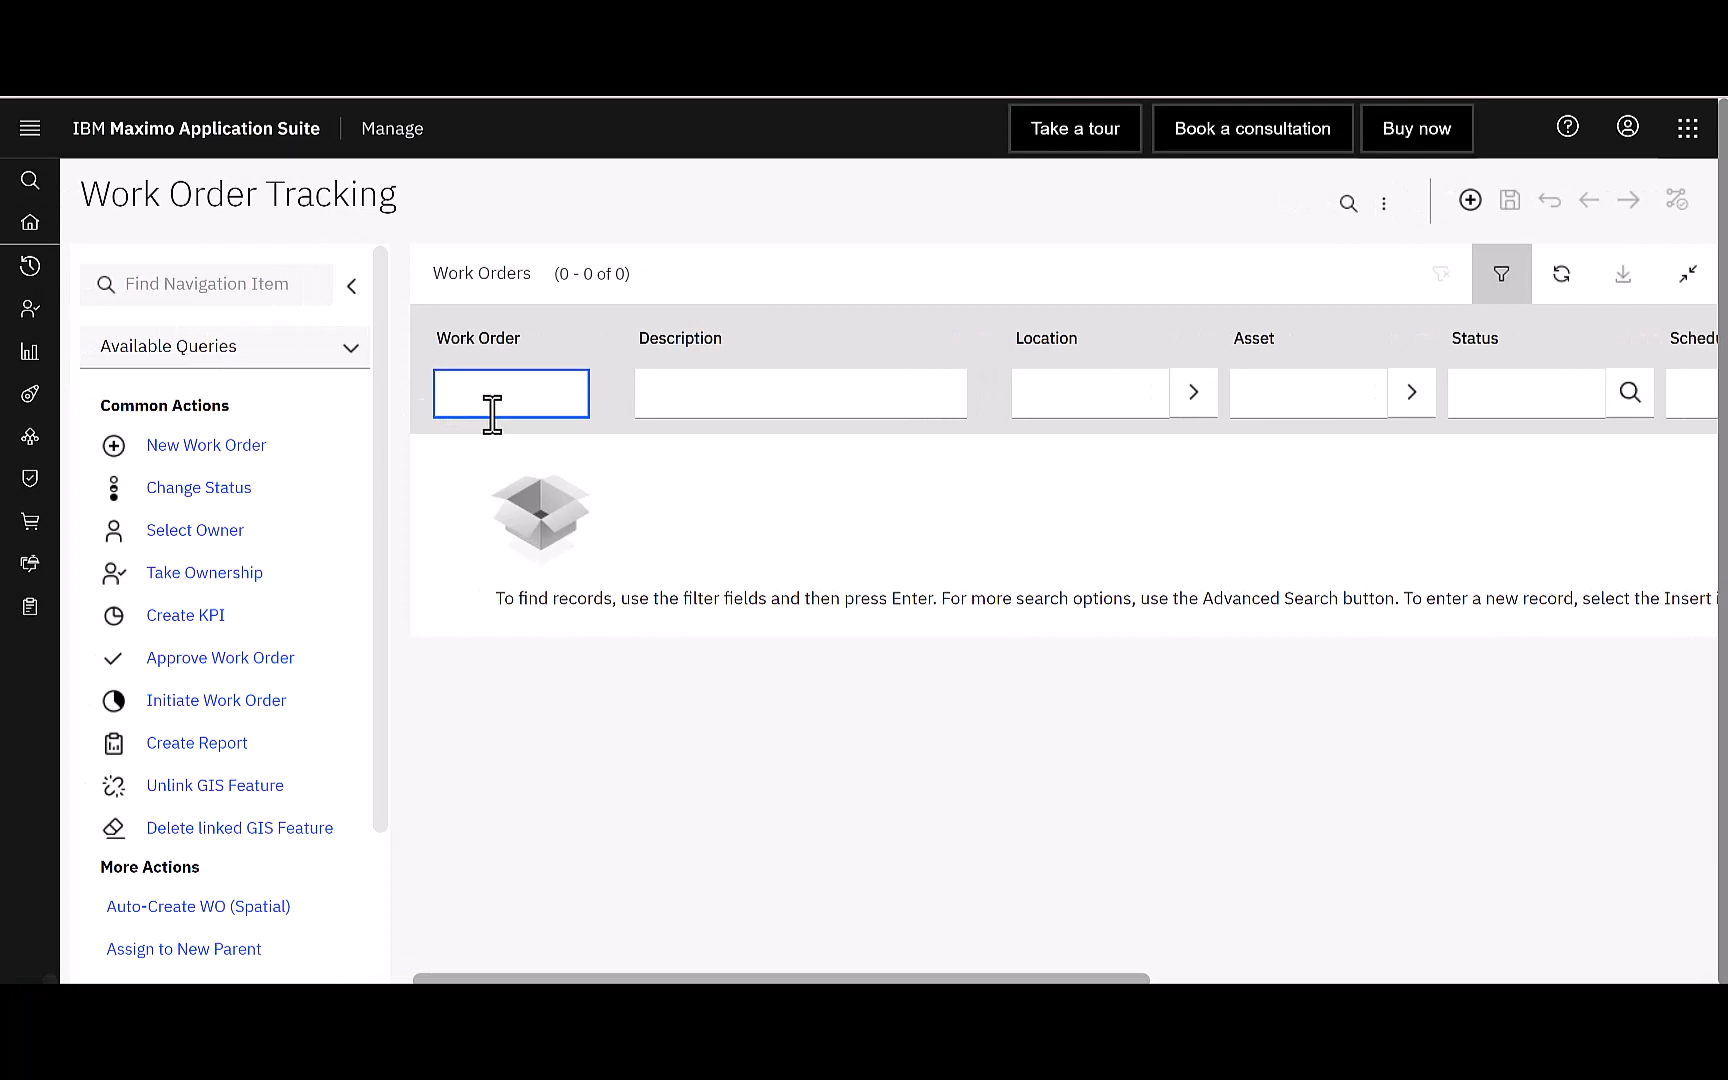 IBM Maximo Application Suite
Manage
Take a tour
Book a consultation
Buy now
Work Order Tracking
Find Navigation Item
Available Queries
Common Actions
New Work Order
Change Status
Select Owner
Take Ownership
Create KPI
Approve Work Order
Initiate Work Order
Create Report
Unlink GIS Feature
Delete linked GIS Feature
More Actions
Auto-Create WO (Spatial)
Assign to New Parent
Work Orders (0 - 0 of 0)
Work Order Description Location Asset Status Schedu
To find records, use the filter fields and then press Enter. For more search options, use the Advanced Search button. To enter a new record, select the Insert i